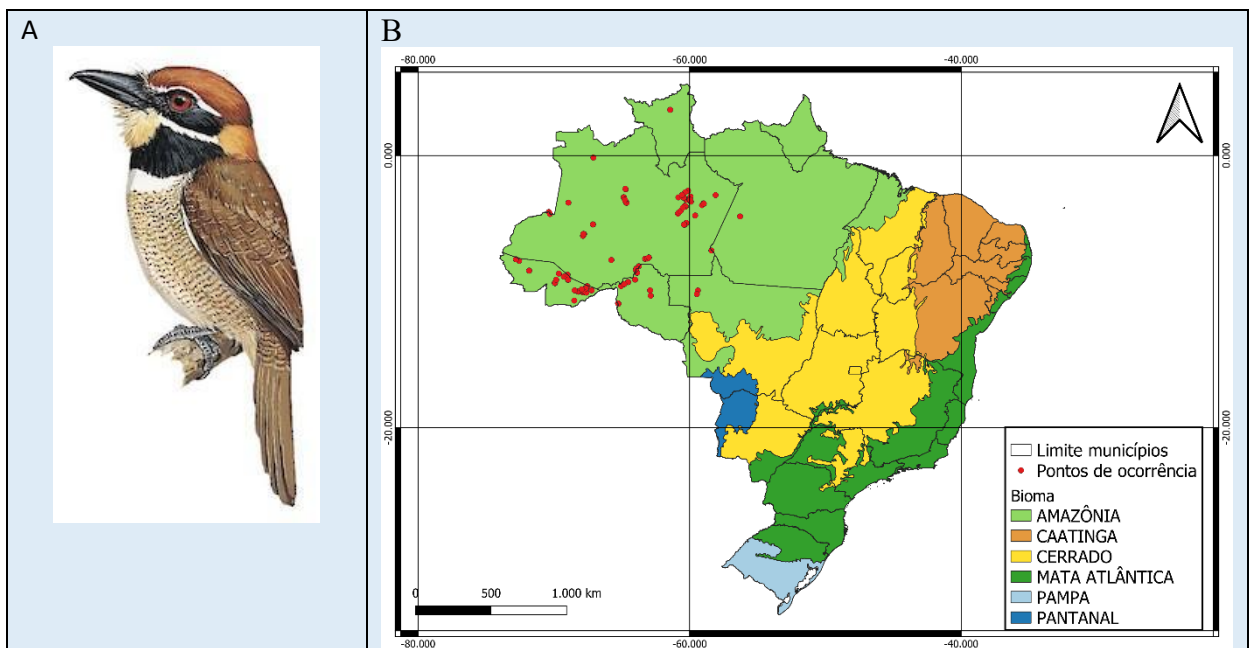 A
B
-80.000 -60.000 -40.000
0.000 0.000
-20.000 -20.000
Limite municípios
Pontos de ocorrência
Bioma
AMAZÔNIA
CAATINGA
CERRADO
MATA ATLÂNTICA
PAMPA
PANTANAL
0 500 1.000 km
-80.000 -60.000 -40.000